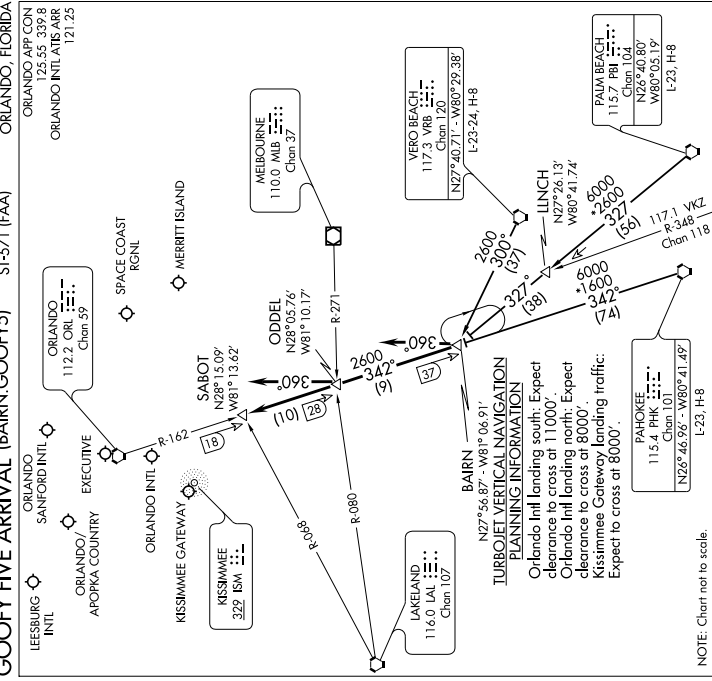 GOOFY FIVE ARRIVAL (BAIRN.GOOFY5)
ST-571 (FAA)
ORLANDO, FLORIDA
ORLANDO APP CON
125.55 339.8
ORLANDO INTL ATIS ARR
121.25
LEESBURG
INTL
ORLANDO
SANFORD INTL
ORLANDO/
APOPKA COUNTRY
EXECUTIVE
ORLANDO
112.2 ORL
Chan 59
SPACE COAST
RGNL
MERRITT ISLAND
ORLANDO INTL
KISSIMMEE GATEWAY
KISSIMMEE
329 ISM
R-162
18
SABOT
N28°15.09'
W81°13.62'
360°
(10)
28
ODDEL
N28°05.76'
W81°10.17'
R-271
MELBOURNE
110.0 MLB
Chan 37
R-098
R-080
LAKELAND
116.0 LAL
Chan 107
2600
342°
(9)
360°
37
BAIRN
N27°56.87' - W81°06.91'
2600
300°
(37)
VERO BEACH
117.3 VRB
Chan 120
N27°40.71' - W80°29.38'
L-23-24, H-8
327°
(38)
LLNCH
N27°26.13'
W80°41.74'
6000
*2600
327
(56)
PALM BEACH
115.7 PBI
Chan 104
N26°40.80'
W80°05.19'
L-23, H-8
117.1 VKZ
R-348
Chan 118
6000
*1600
342°
(74)
PAHOKEE
115.4 PHK
Chan 101
N26°46.96' - W80°41.49'
L-23, H-8
TURBOJET VERTICAL NAVIGATION
PLANNING INFORMATION
Orlando Intl landing south: Expect
clearance to cross at 11000'.
Orlando Intl landing north: Expect
clearance to cross at 8000'.
Kissimmee Gateway landing traffic:
Expect to cross at 8000'.
NOTE: Chart not to scale.